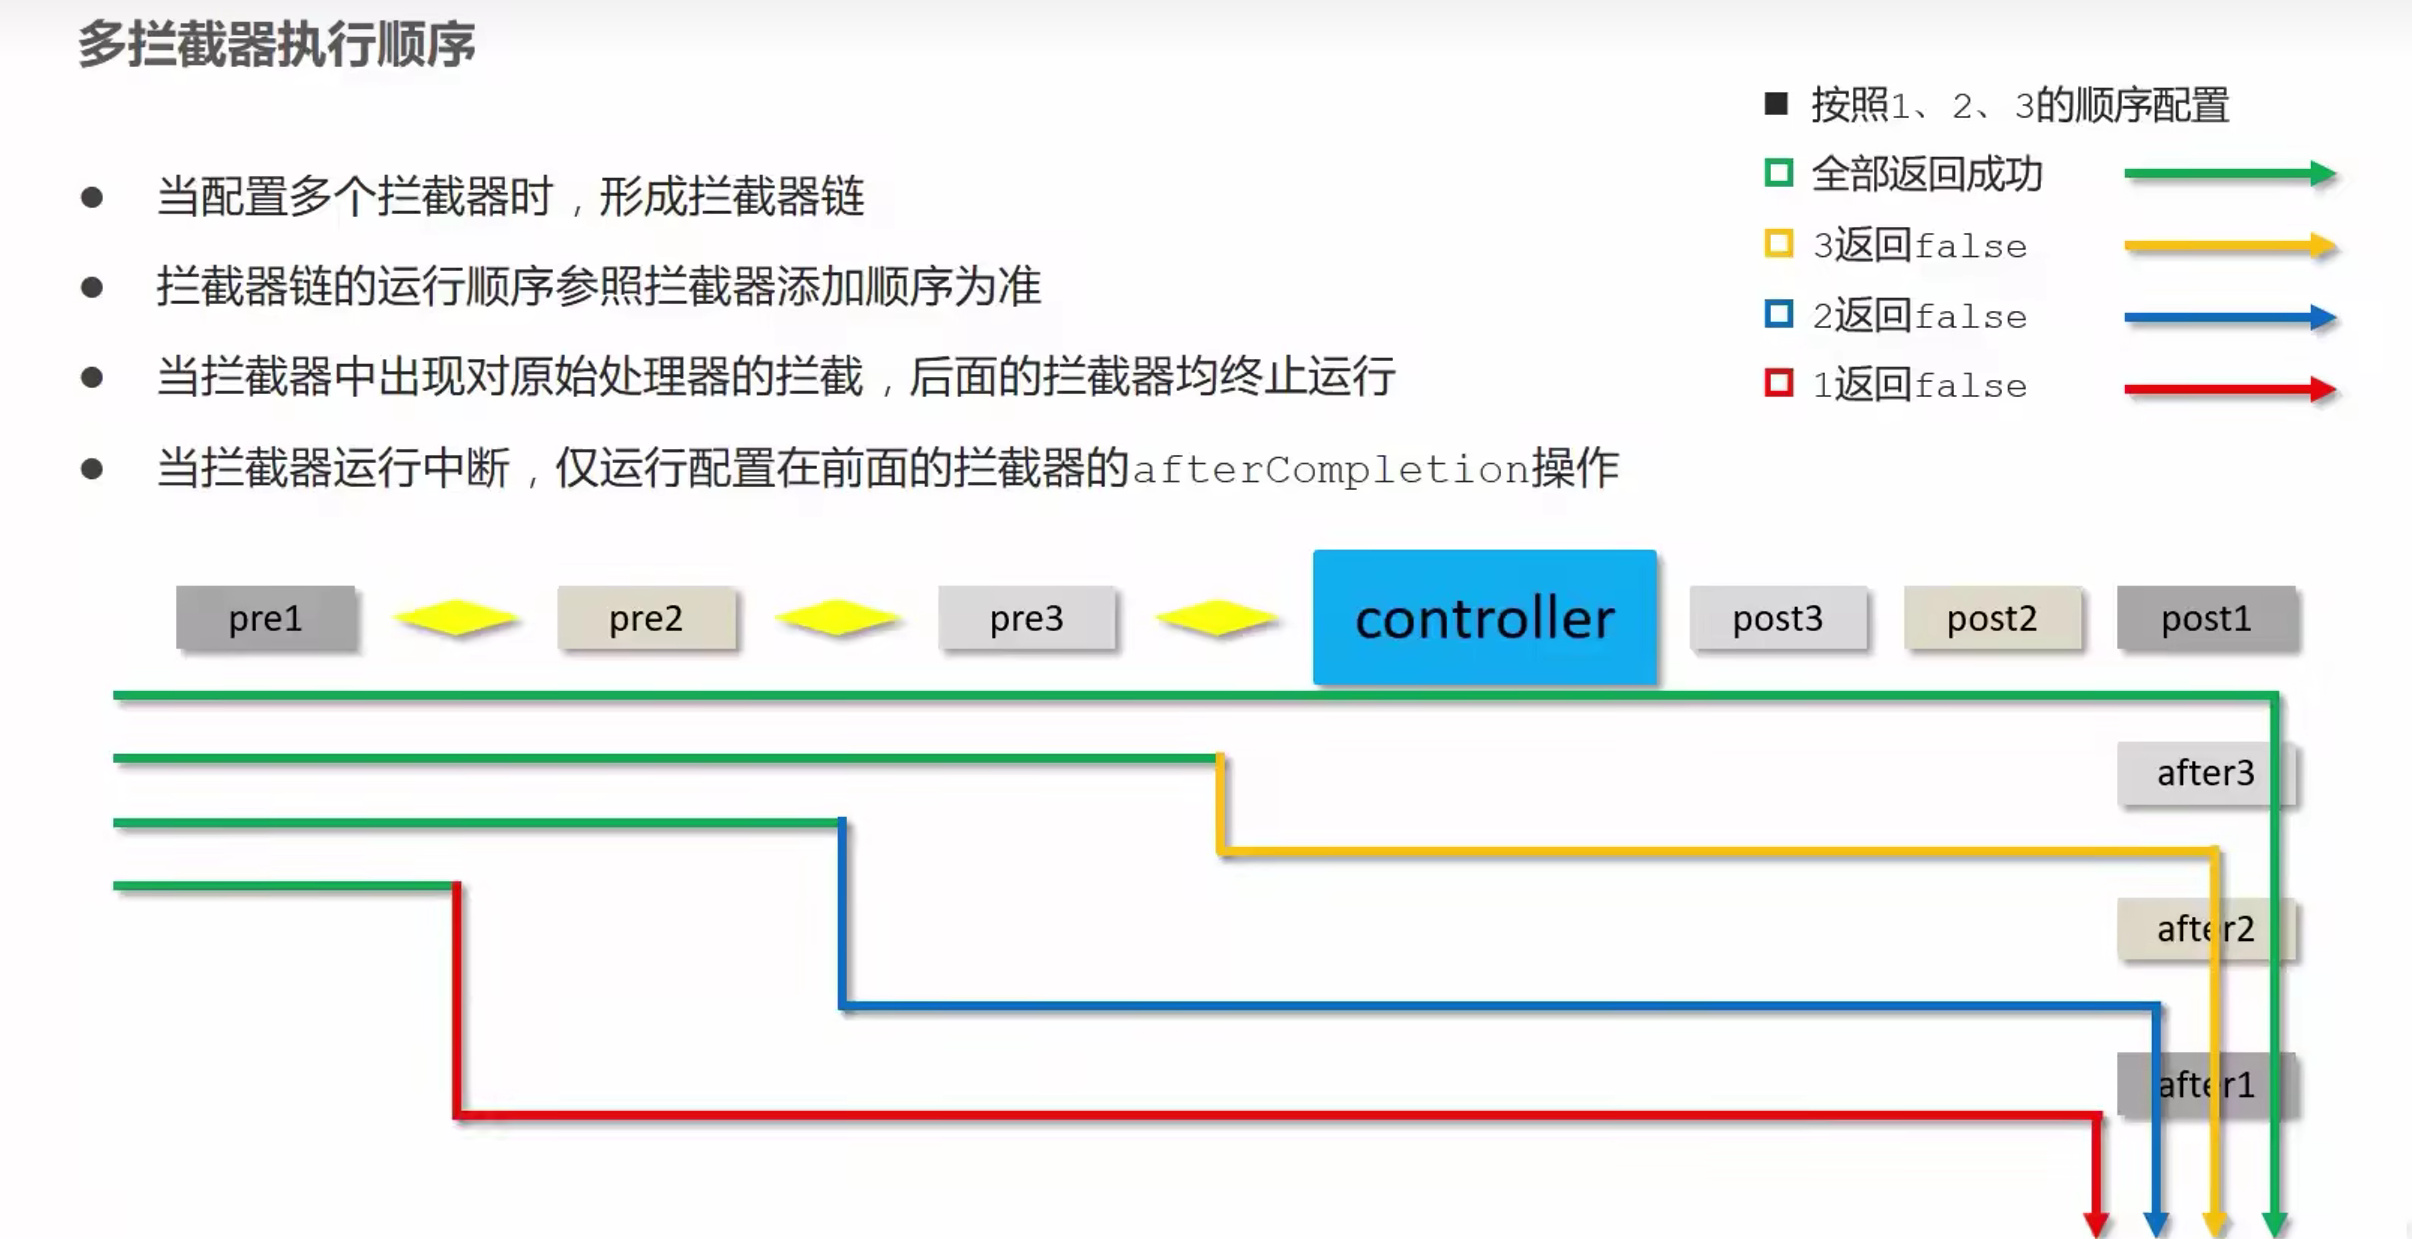 多拦截器执行顺序
当配置多个拦截器时，形成拦截器链
拦截器链的运行顺序参照拦截器添加顺序为准
当拦截器中出现对原始处理器的拦截，后面的拦截器均终止运行
当拦截器运行中断，仅运行配置在前面的拦截器的afterCompletion操作
按照1、2、3的顺序配置
全部返回成功
3返回false
2返回false
1返回false
pre1
pre2
pre3
controller
post3
post2
post1
after3
after2
after1